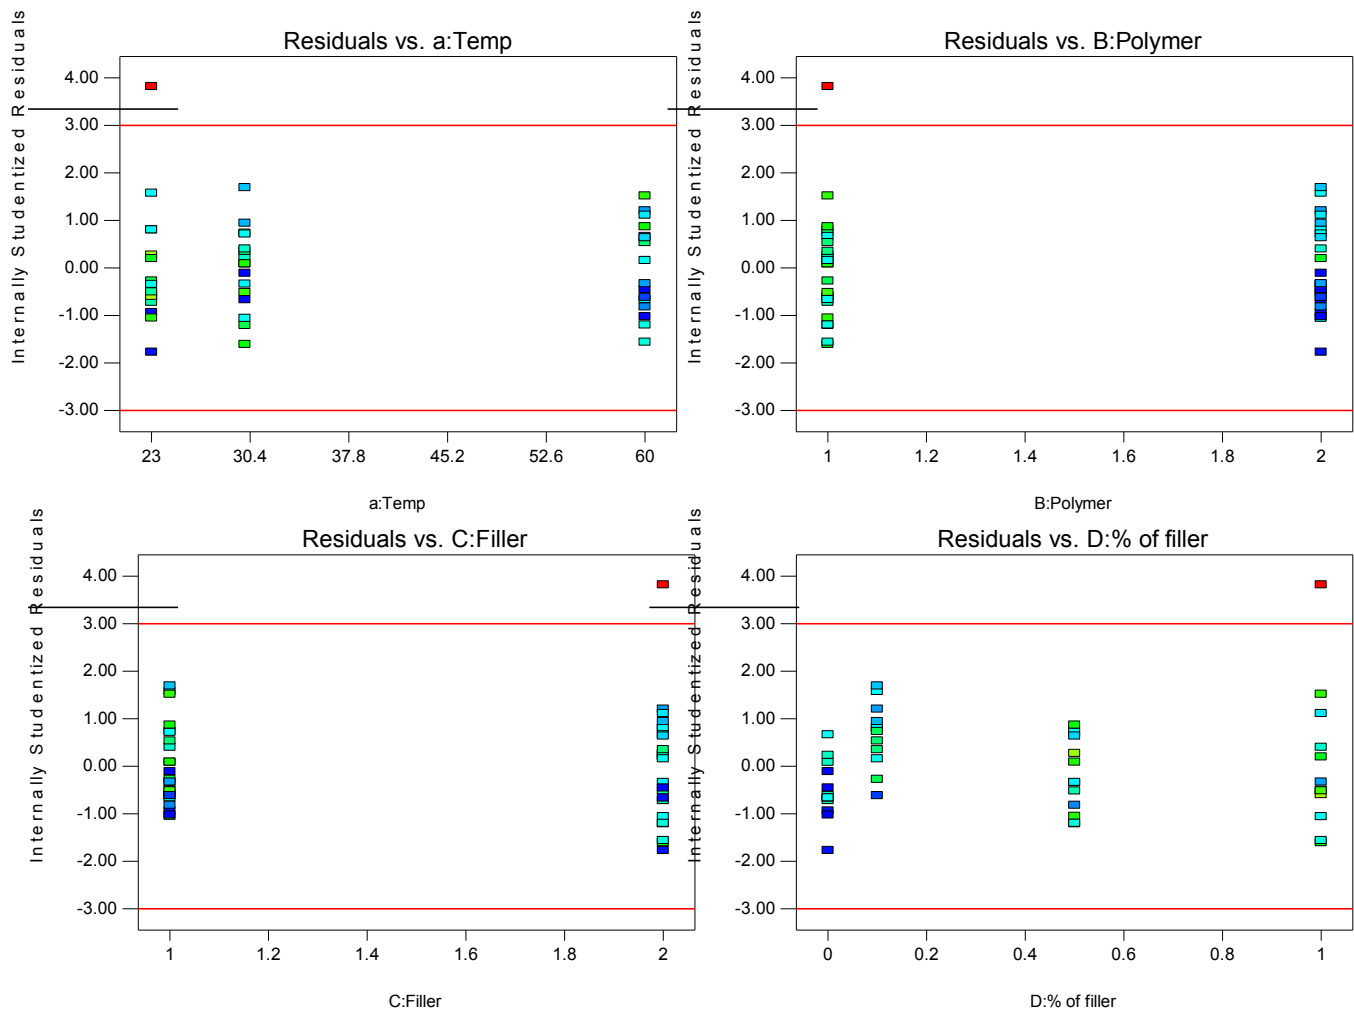 Residuals vs. a:Temp
Internally Studentized Residuals
4.00
3.00
2.00
1.00
0.00
-1.00
-2.00
-3.00
23 30.4 37.8 45.2 52.6 60
a:Temp
Residuals vs. B:Polymer
Internally Studentized Residuals
4.00
3.00
2.00
1.00
0.00
-1.00
-2.00
-3.00
1 1.2 1.4 1.6 1.8 2
B:Polymer
Residuals vs. C:Filler
Internally Studentized Residuals
4.00
3.00
2.00
1.00
0.00
-1.00
-2.00
-3.00
1 1.2 1.4 1.6 1.8 2
C:Filler
Residuals vs. D:% of filler
Internally Studentized Residuals
4.00
3.00
2.00
1.00
0.00
-1.00
-2.00
-3.00
0 0.2 0.4 0.6 0.8 1
D:% of filler